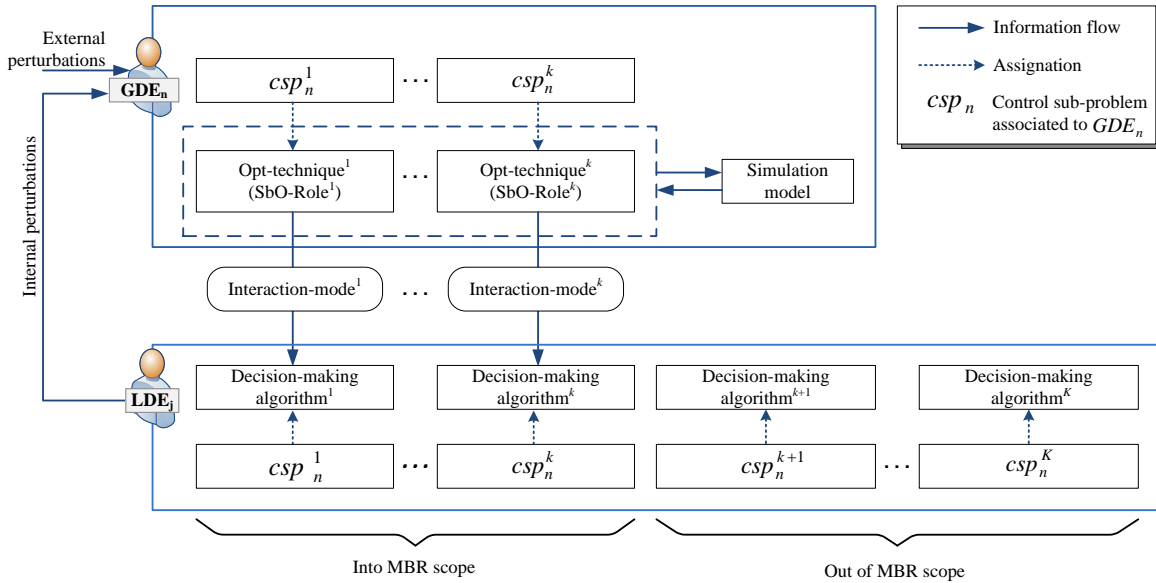 External
perturbations
GDEₙ
csp¹ₙ
. . .
cspᵏₙ
Opt-technique¹
(SbO-Role¹)
. . .
Opt-techniqueᵏ
(SbO-Roleᵏ)
Simulation
model
Information flow
Assignation
cspₙ
Control sub-problem
associated to GDEₙ
Internal perturbations
Interaction-mode¹
. . .
Interaction-modeᵏ
LDEⱼ
Decision-making
algorithm¹
Decision-making
algorithmᵏ
Decision-making
algorithmᵏ⁺¹
Decision-making
algorithmᴷ
csp¹ₙ
...
cspᵏₙ
cspᵏ⁺¹ₙ
. . .
cspᴷₙ
Into MBR scope
Out of MBR scope